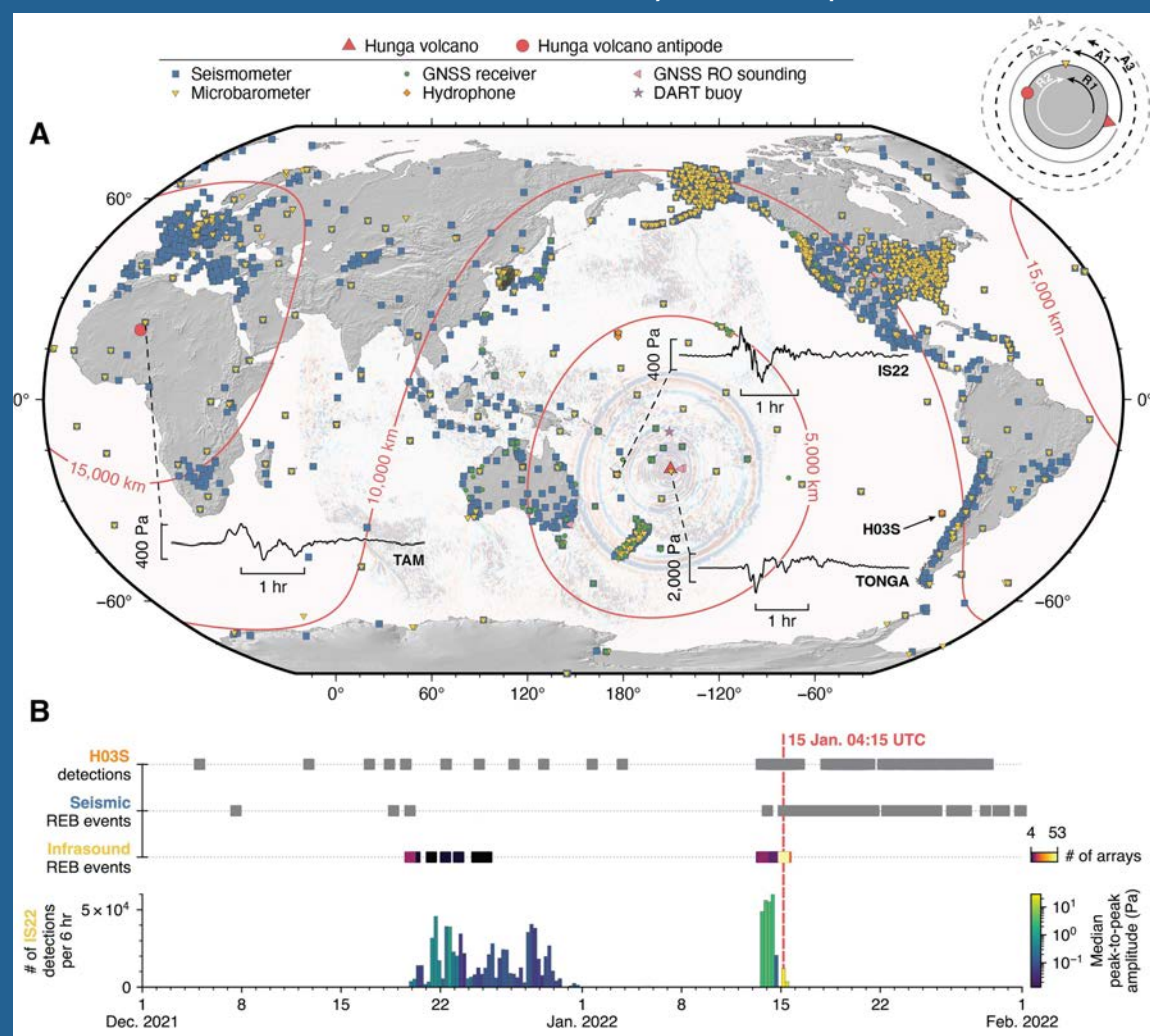 Hunga volcano Hunga volcano antipode
Seismometer GNSS receiver GNSS RO sounding
Microbarometer Hydrophone DART buoy
A4
A2 A1 A3
R2 R1
A
60°
15,000 km
400 Pa
IS22
1 hr
0° 0°
15,000 km
10,000 km
5,000 km
H03S
400 Pa
TAM
1 hr
2,000 Pa
TONGA
1 hr
−60° −60°
0° 60° 120° 180° −120° −60°
B
15 Jan. 04:15 UTC
H03S
detections
Seismic
REB events
4 53
Infrasound
REB events
# of arrays
# of IS22
detections
per 6 hr
5 × 10⁴
0
10¹
10⁰
10⁻¹
Median
peak-to-peak
amplitude (Pa)
1 8 15 22 1 8 15 22 1
Dec. 2021 Jan. 2022 Feb. 2022